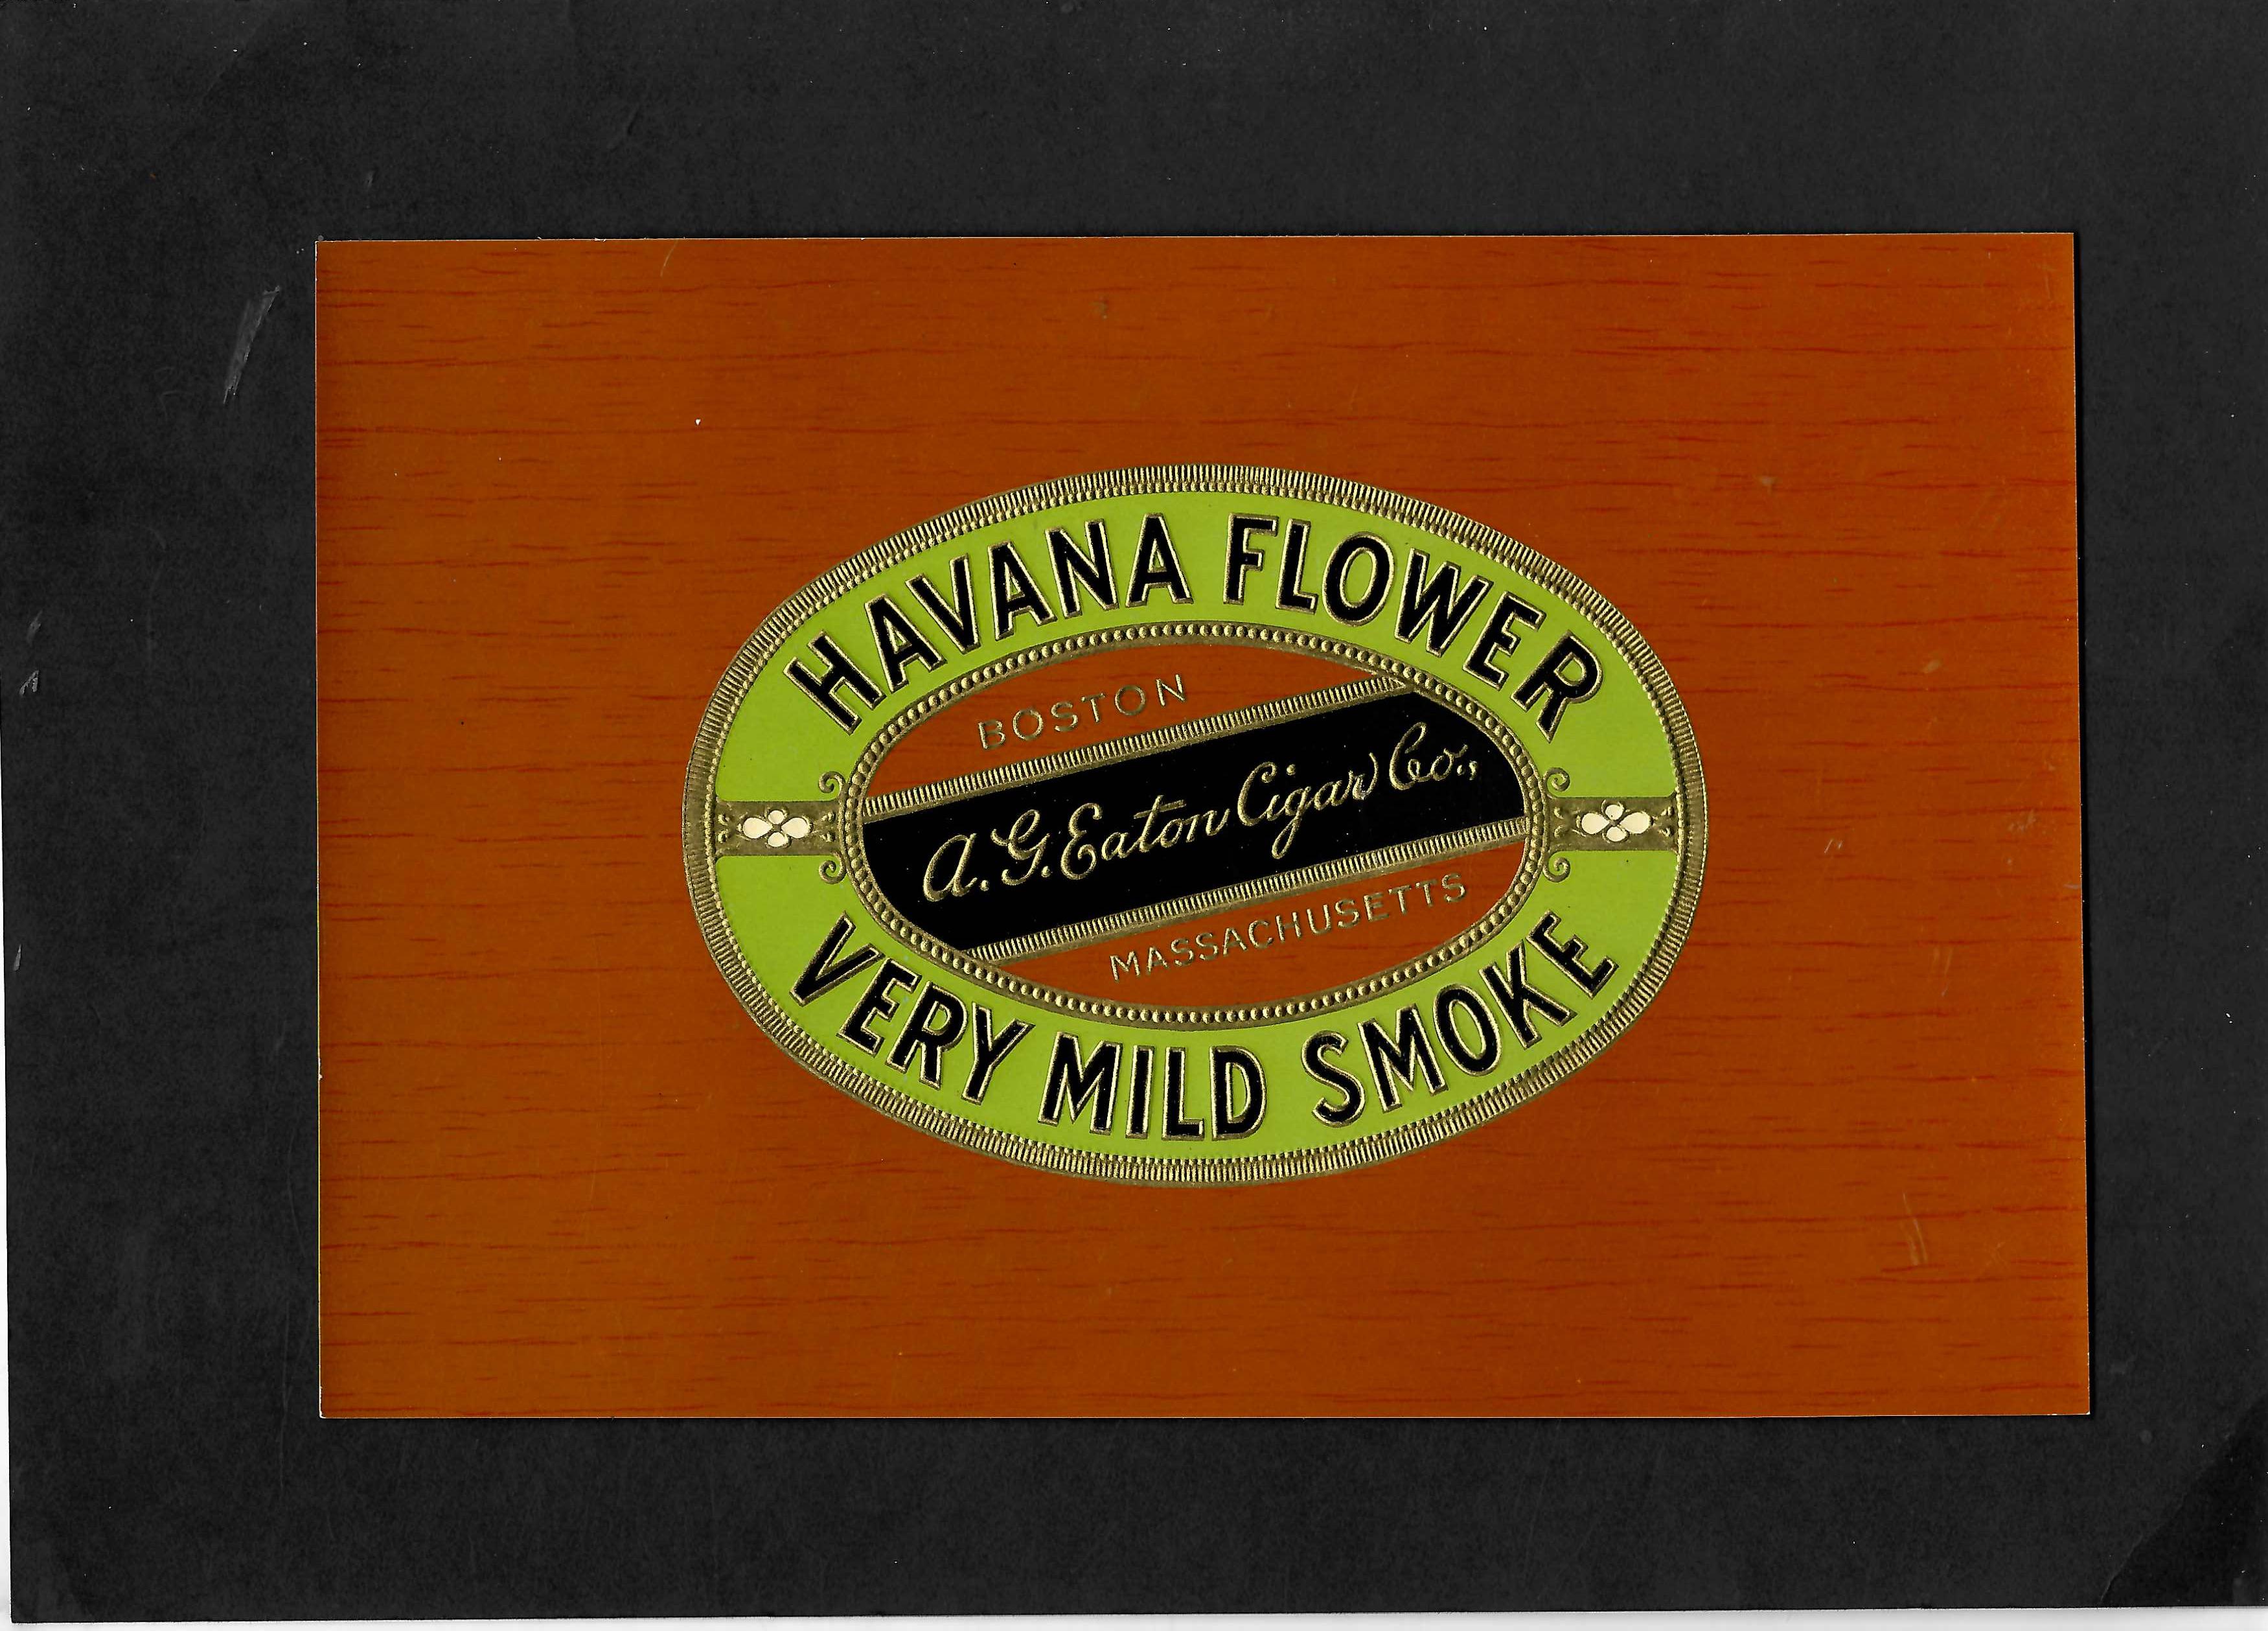 HAVANA FLOWER
BOSTON
A. G. Eaton Cigar Co.,
MASSACHUSETTS
VERY MILD SMOKE